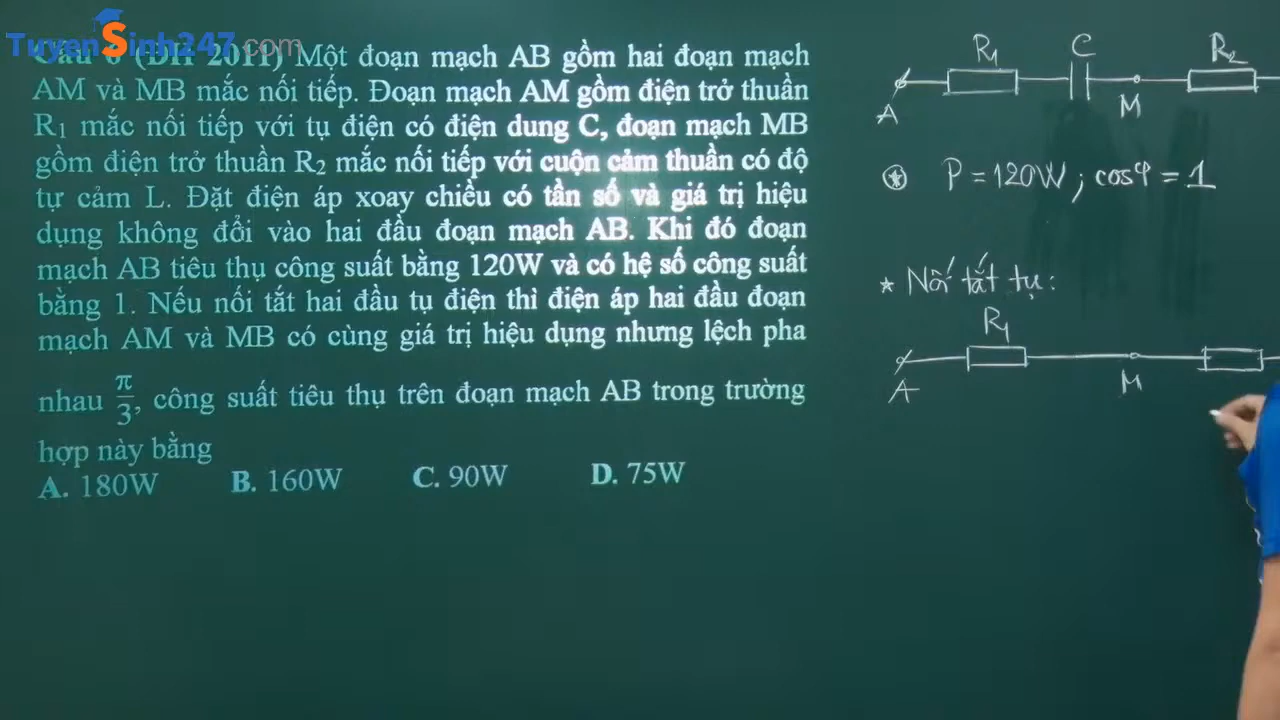 TuyenSinh247.com
Câu 6 (ĐH 2011) Một đoạn mạch AB gồm hai đoạn mạch
AM và MB mắc nối tiếp. Đoạn mạch AM gồm điện trở thuần
R1 mắc nối tiếp với tụ điện có điện dung C, đoạn mạch MB
gồm điện trở thuần R2 mắc nối tiếp với cuộn cảm thuần có độ
tự cảm L. Đặt điện áp xoay chiều có tần số và giá trị hiệu
dụng không đổi vào hai đầu đoạn mạch AB. Khi đó đoạn
mạch AB tiêu thụ công suất bằng 120W và có hệ số công suất
bằng 1. Nếu nối tắt hai đầu tụ điện thì điện áp hai đầu đoạn
mạch AM và MB có cùng giá trị hiệu dụng nhưng lệch pha
nhau π/3, công suất tiêu thụ trên đoạn mạch AB trong trường
hợp này bằng
A. 180W B. 160W C. 90W D. 75W
R1 C R2
A M
P = 120W ; cosφ = 1
* Nối tắt tụ:
R1
A M